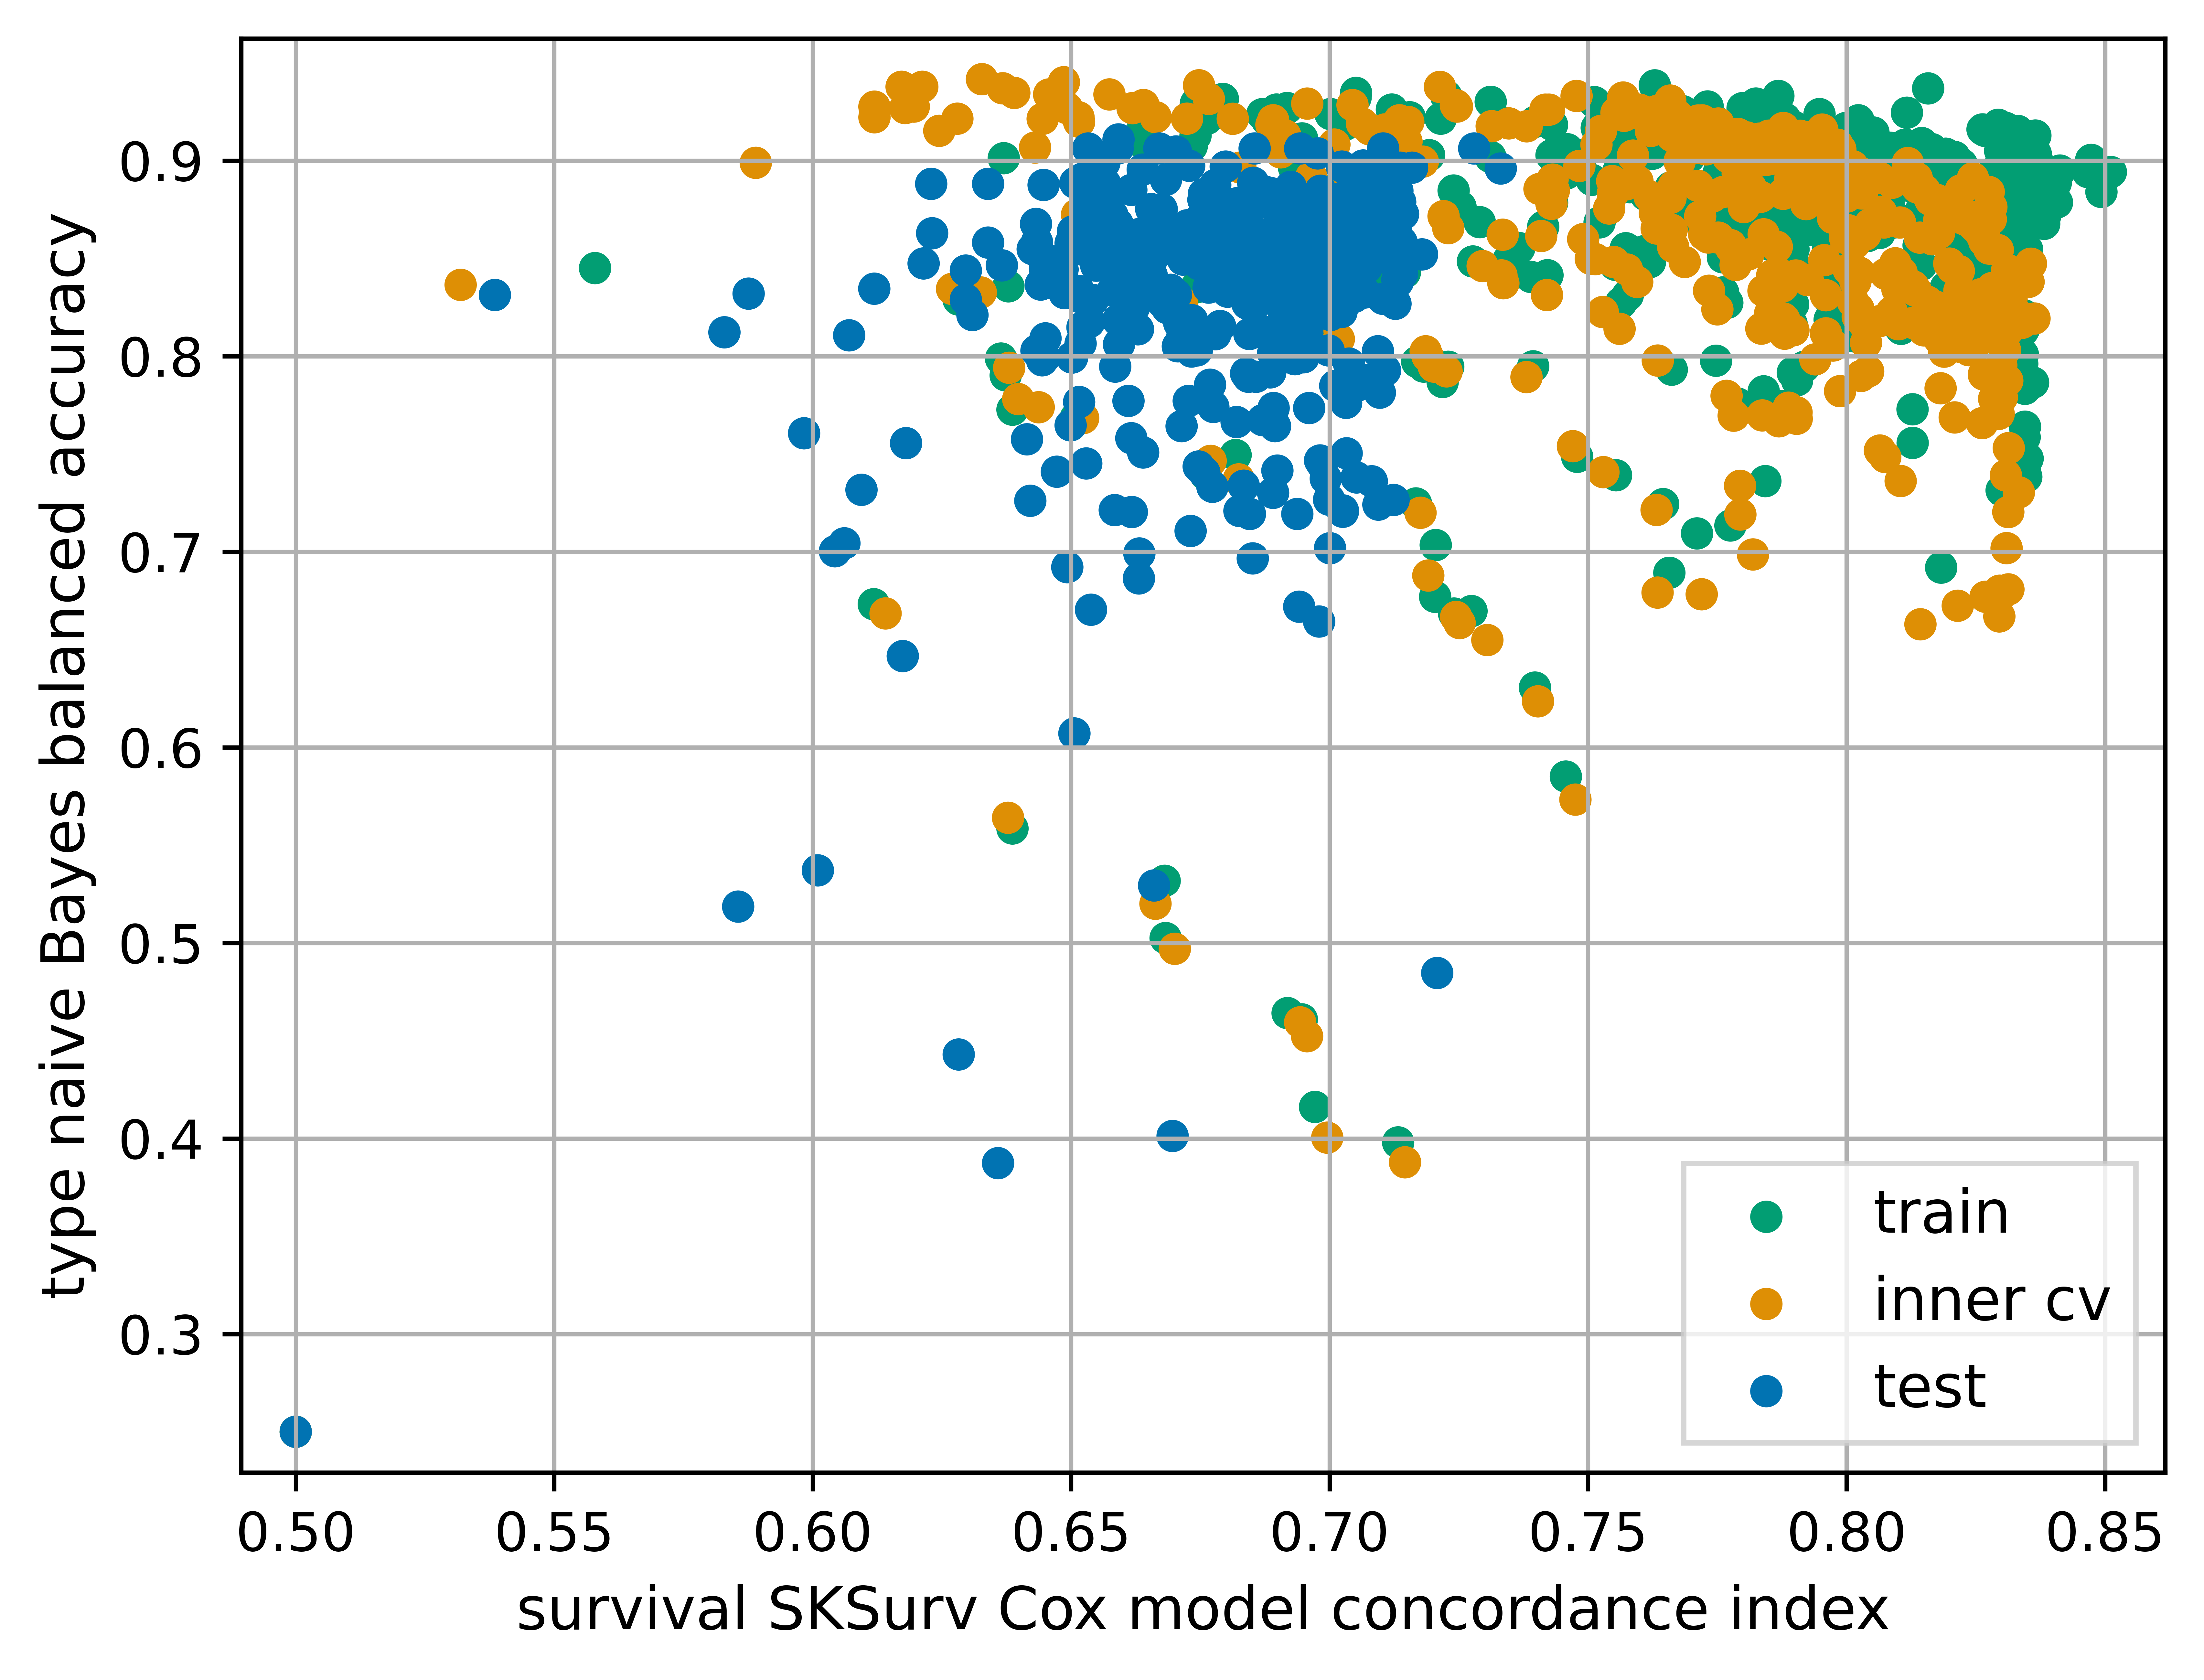 type naive Bayes balanced accuracy
0.9
0.8
0.7
0.6
0.5
0.4
0.3
train
inner cv
test
0.50 0.55 0.60 0.65 0.70 0.75 0.80 0.85
survival SKSurv Cox model concordance index